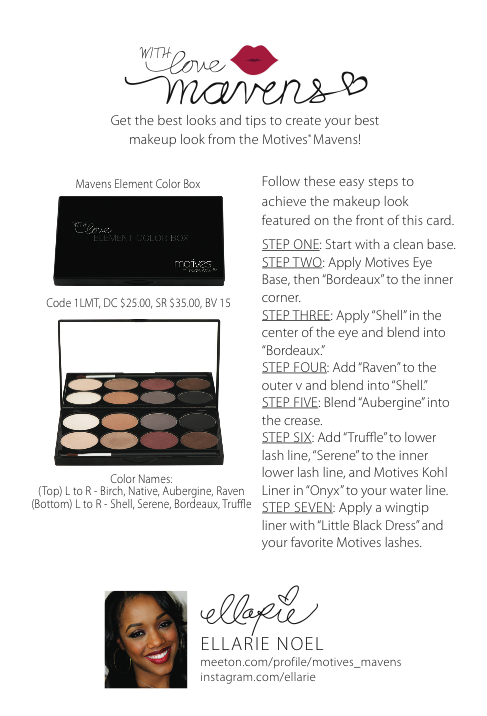 WITH love
mavens
Get the best looks and tips to create your best
makeup look from the Motives® Mavens!
Mavens Element Color Box
Love
ELEMENT COLOR BOX
motives®
Code 1LMT, DC $25.00, SR $35.00, BV 15
Color Names:
(Top) L to R - Birch, Native, Aubergine, Raven
(Bottom) L to R - Shell, Serene, Bordeaux, Truffle
Follow these easy steps to
achieve the makeup look
featured on the front of this card.
STEP ONE: Start with a clean base.
STEP TWO: Apply Motives Eye
Base, then “Bordeaux” to the inner
corner.
STEP THREE: Apply “Shell” in the
center of the eye and blend into
“Bordeaux.”
STEP FOUR: Add “Raven” to the
outer v and blend into “Shell.”
STEP FIVE: Blend “Aubergine” into
the crease.
STEP SIX: Add “Truffle” to lower
lash line, “Serene” to the inner
lower lash line, and Motives Kohl
Liner in “Onyx” to your water line.
STEP SEVEN: Apply a wingtip
liner with “Little Black Dress” and
your favorite Motives lashes.
ellarie
ELLARIE NOEL
meeton.com/profile/motives_mavens
instagram.com/ellarie